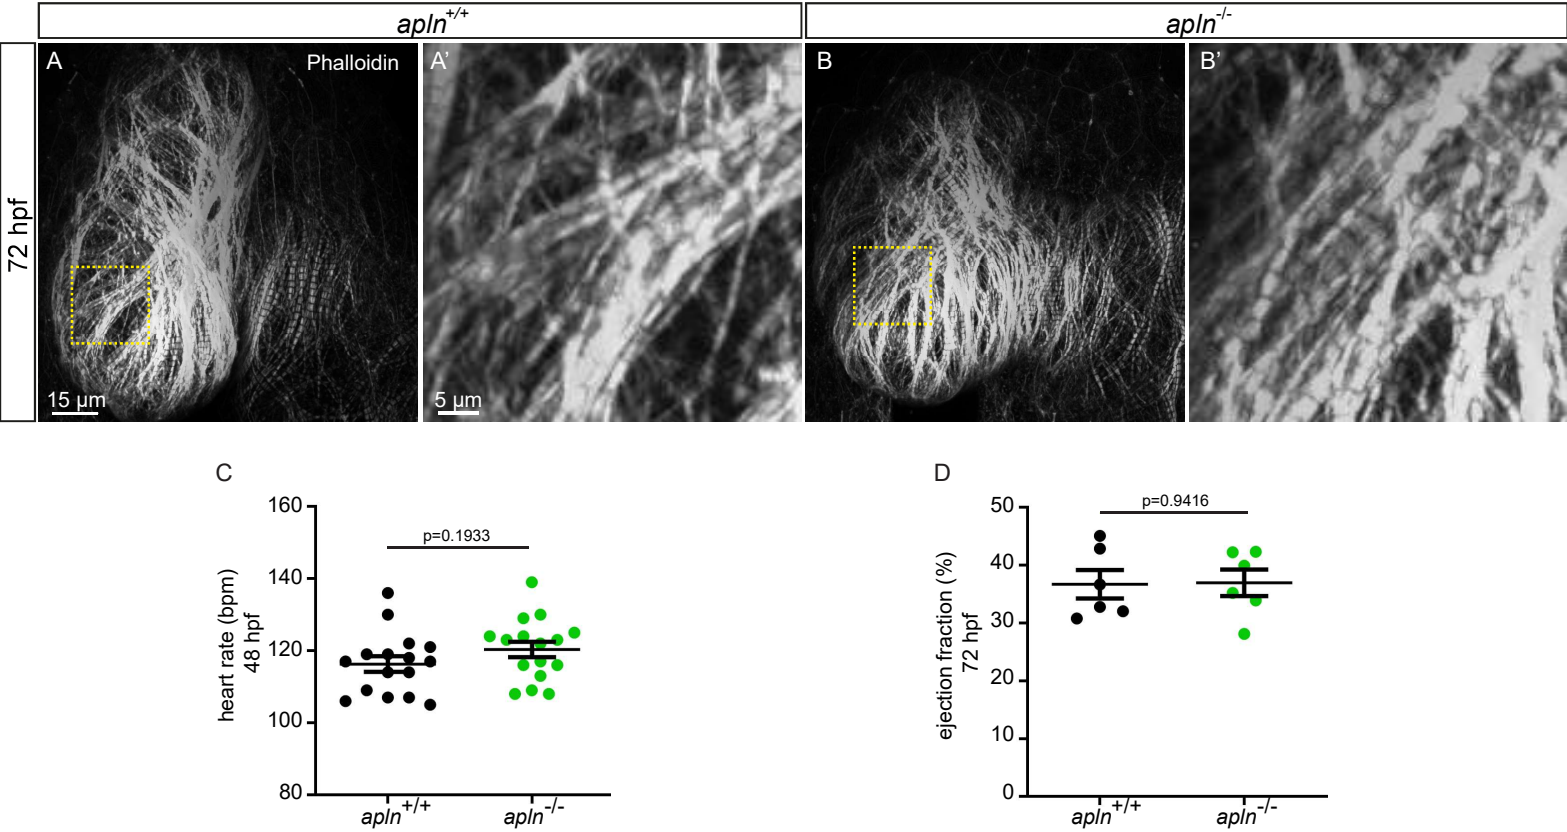 apln+/+
apln-/-
72 hpf
A
Phalloidin
A'
B
B'
15 µm
5 µm
C
D
160
140
120
100
80
heart rate (bpm)
48 hpf
p=0.1933
apln+/+
apln-/-
50
40
30
20
10
0
ejection fraction (%)
72 hpf
p=0.9416
apln+/+
apln-/-